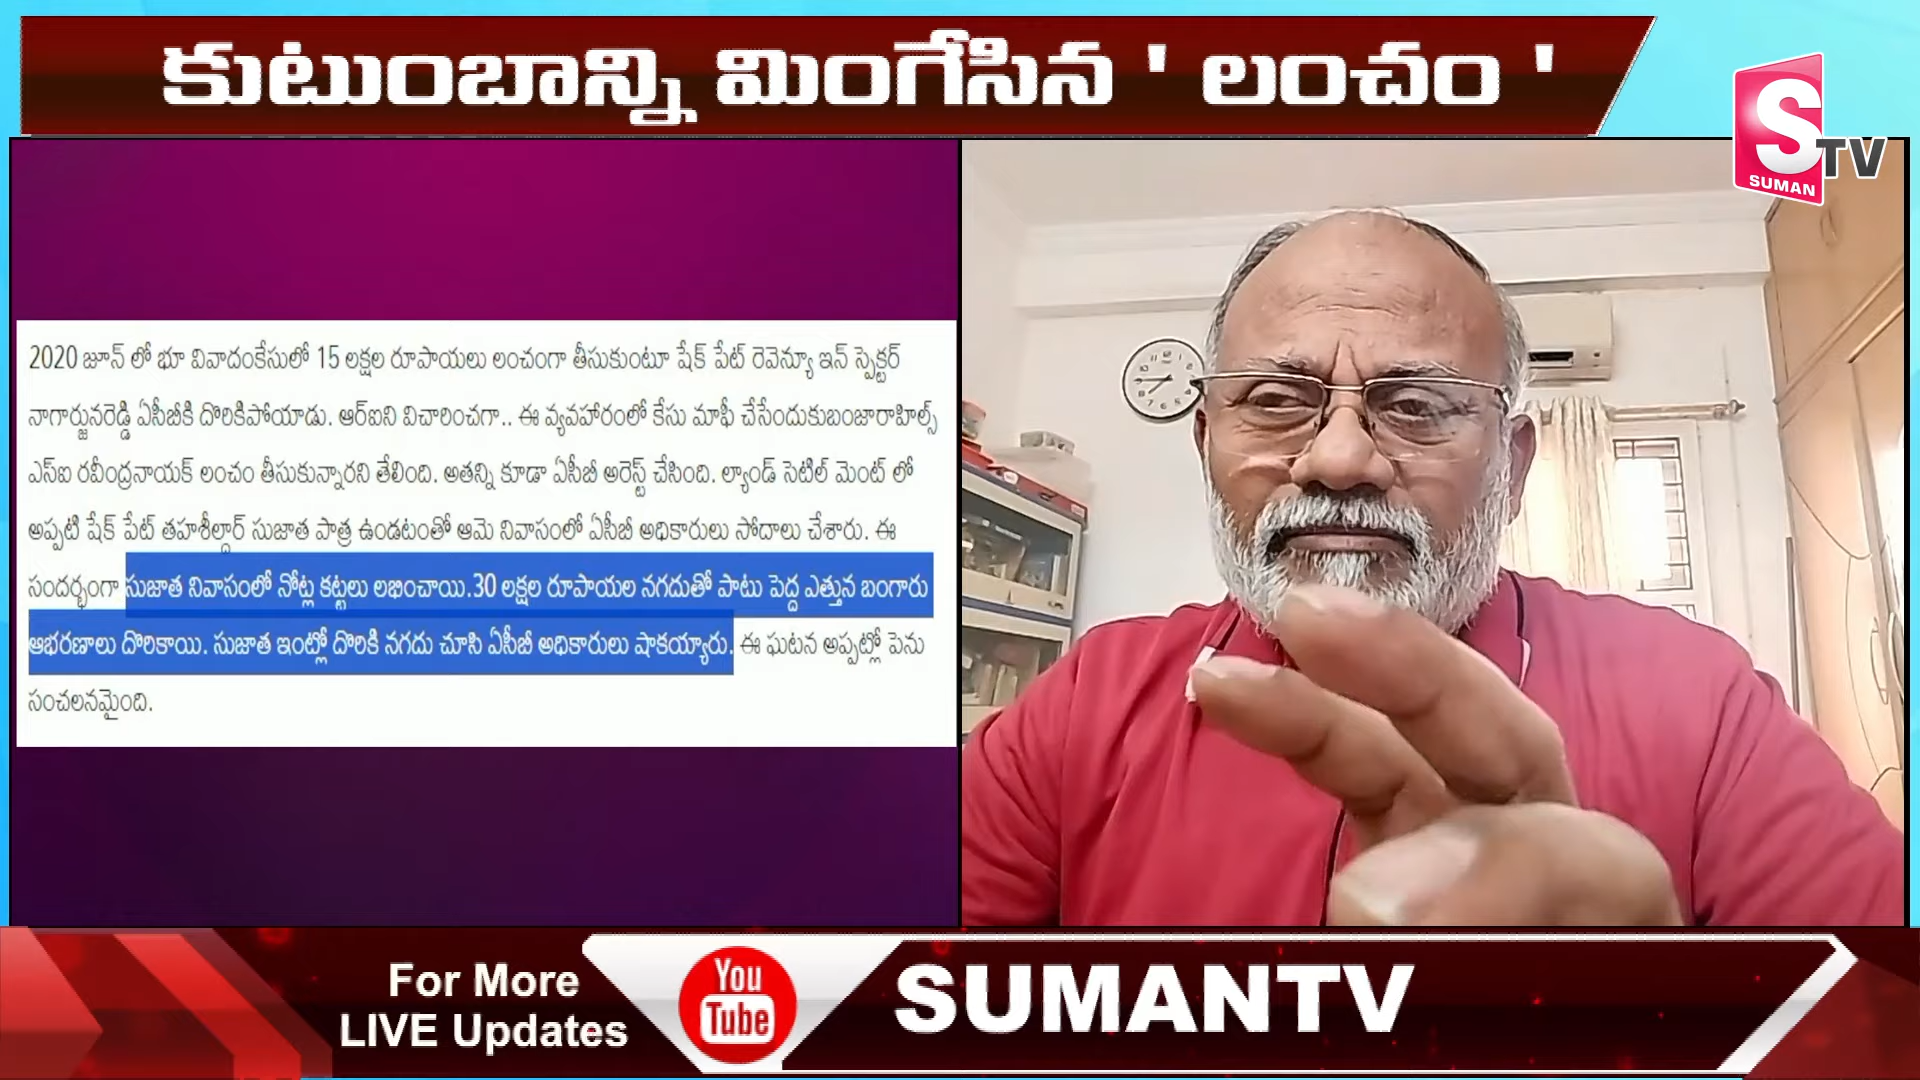 కుటుంబాన్ని మింగేసిన ' లంచం '
S
TV
SUMAN
2020 జూన్ లో భూ వివాదంకేసులో 15 లక్షల రూపాయలు లంచంగా తీసుకుంటూ షేక్ పేట్ రెవెన్యూ ఇన్ స్పెక్టర్
నాగార్జునరెడ్డి ఏసీబీకి దొరికిపోయాడు. ఆర్ఐని విచారించగా.. ఈ వ్యవహారంలో కేసు మాఫీ చేసేందుకుబంజారాహిల్స్
ఎస్ఐ రవీంద్రనాయక్ లంచం తీసుకున్నారని తేలింది. అతన్ని కూడా ఏసీబీ అరెస్ట్ చేసింది. ల్యాండ్ సెటిల్ మెంట్ లో
అప్పటి షేక్ పేట్ తహశీల్దార్ సుజాత పాత్ర ఉండటంతో ఆమె నివాసంలో ఏసీబీ అధికారులు సోదాలు చేశారు. ఈ
సందర్భంగా సుజాత నివాసంలో నోట్ల కట్టలు లభించాయి.30 లక్షల రూపాయల నగదుతో పాటు పెద్ద ఎత్తున బంగారు
ఆభరణాలు దొరికాయి. సుజాత ఇంట్లో దొరికి నగదు చూసి ఏసీబీ అధికారులు షాకయ్యారు. ఈ ఘటన అప్పట్లో పెను
సంచలనమైంది.
For More
LIVE Updates
You
Tube
SUMANTV